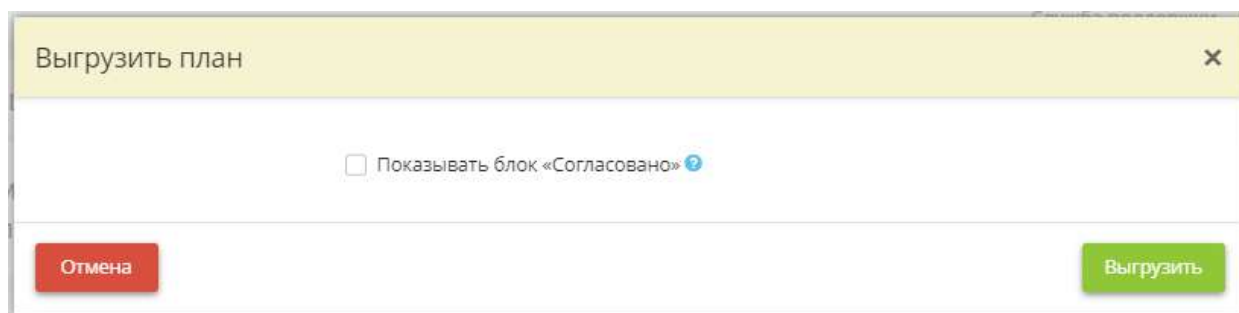 Выгрузить план
Показывать блок «Согласовано»
Отмена
Выгрузить